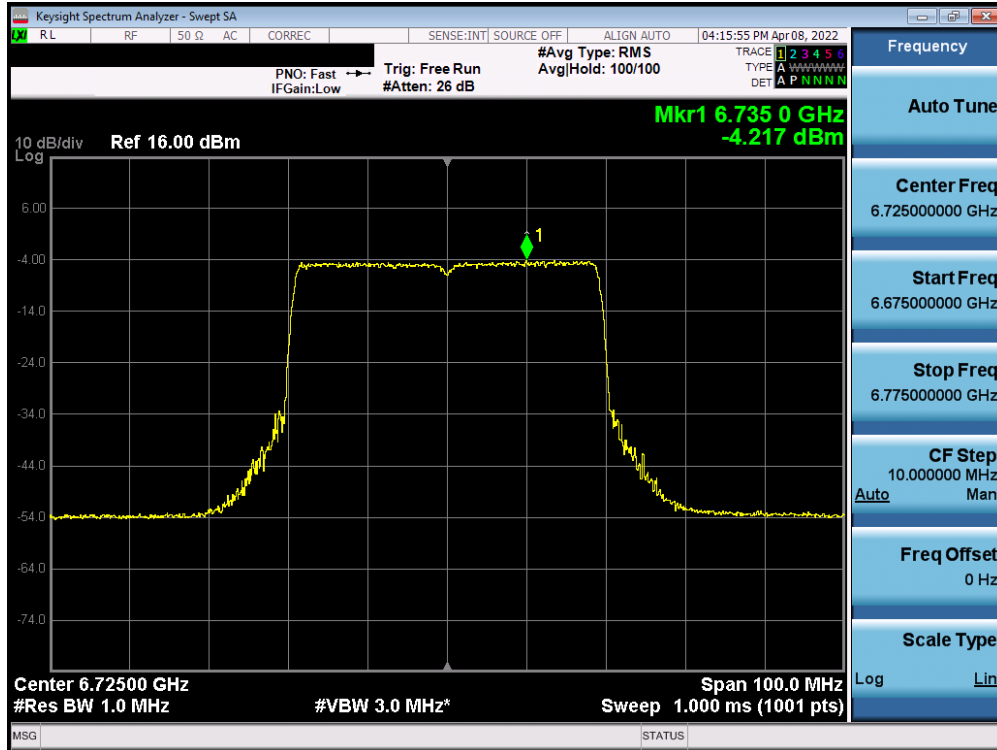 Keysight Spectrum Analyzer - Swept SA
LXI RL RF 50 Ω AC CORREC SENSE:INT SOURCE OFF ALIGN AUTO 04:15:55 PM Apr 08, 2022
PNO: Fast
IFGain:Low
Trig: Free Run
#Atten: 26 dB
#Avg Type: RMS
Avg|Hold: 100/100
TRACE 1 2 3 4 5 6
TYPE A WWWWW
DET A P N N N N
Mkr1 6.735 0 GHz
-4.217 dBm
10 dB/div Ref 16.00 dBm
Log
1
6.00
-4.00
-14.0
-24.0
-34.0
-44.0
-54.0
-64.0
-74.0
Center 6.72500 GHz Span 100.0 MHz
#Res BW 1.0 MHz #VBW 3.0 MHz* Sweep 1.000 ms (1001 pts)
MSG STATUS
Frequency
Auto Tune
Center Freq
6.725000000 GHz
Start Freq
6.675000000 GHz
Stop Freq
6.775000000 GHz
CF Step
10.000000 MHz
Auto Man
Freq Offset
0 Hz
Scale Type
Log Lin